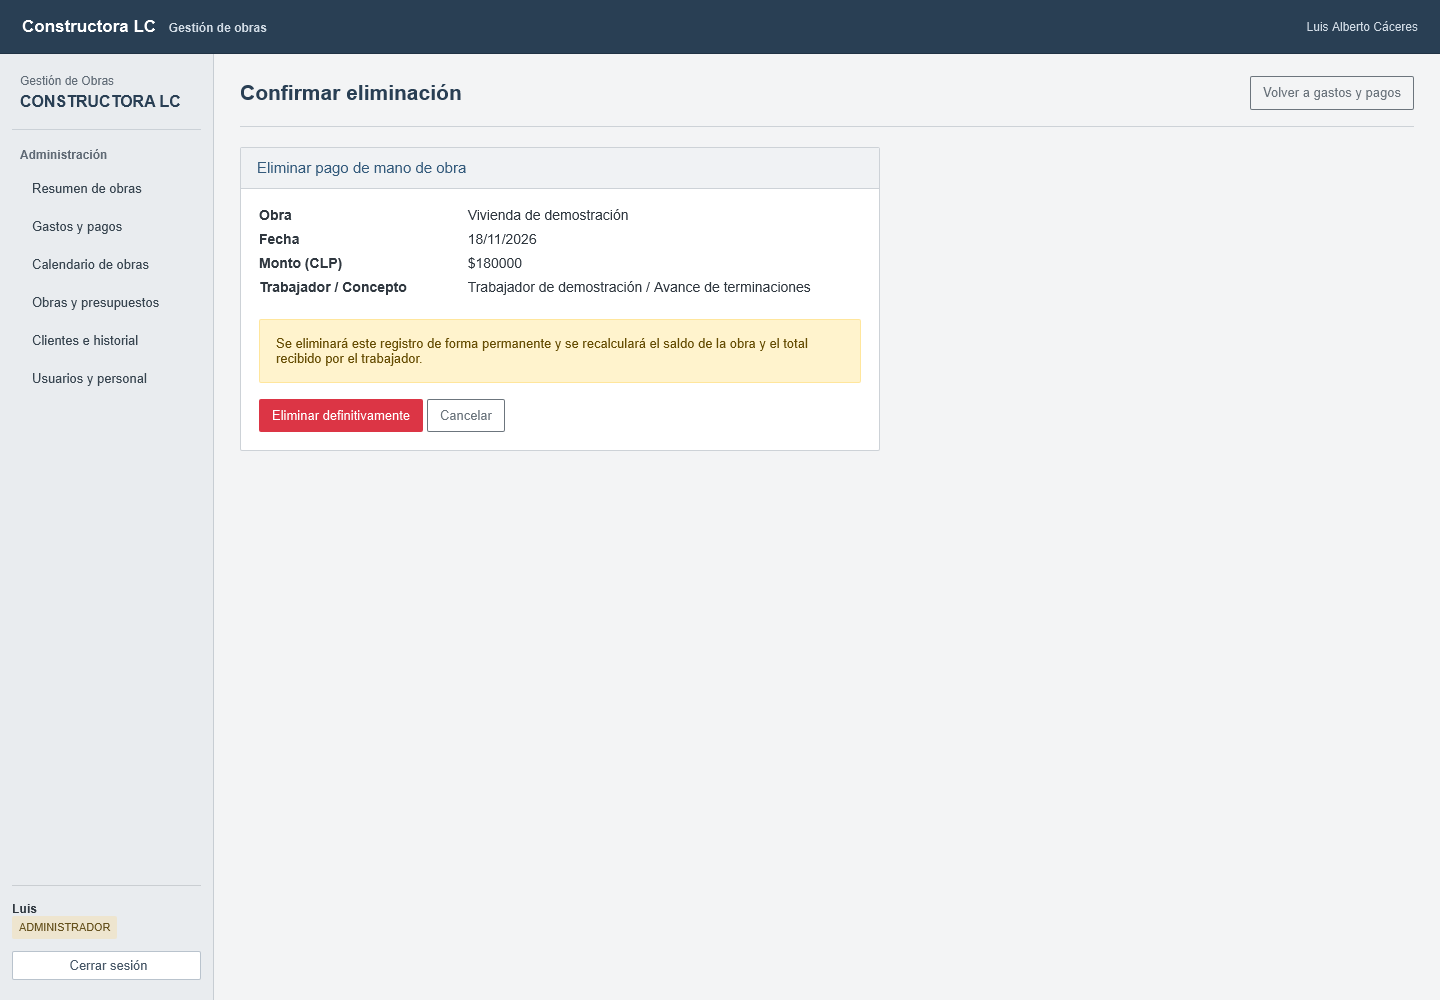 Constructora LC Gestión de obras
Luis Alberto Cáceres
Gestión de Obras
CONSTRUCTORA LC
Administración
Resumen de obras
Gastos y pagos
Calendario de obras
Obras y presupuestos
Clientes e historial
Usuarios y personal
Luis
ADMINISTRADOR
Cerrar sesión
Confirmar eliminación
Volver a gastos y pagos
Eliminar pago de mano de obra
Obra Vivienda de demostración
Fecha 18/11/2026
Monto (CLP) $180000
Trabajador / Concepto Trabajador de demostración / Avance de terminaciones
Se eliminará este registro de forma permanente y se recalculará el saldo de la obra y el total
recibido por el trabajador.
Eliminar definitivamente Cancelar